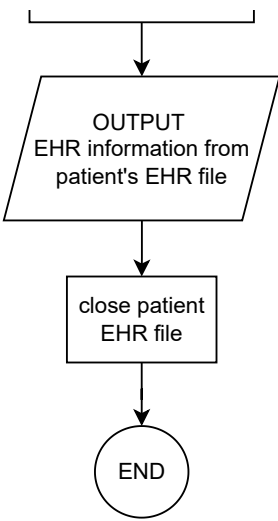 OUTPUT
EHR information from
patient's EHR file
close patient
EHR file
END